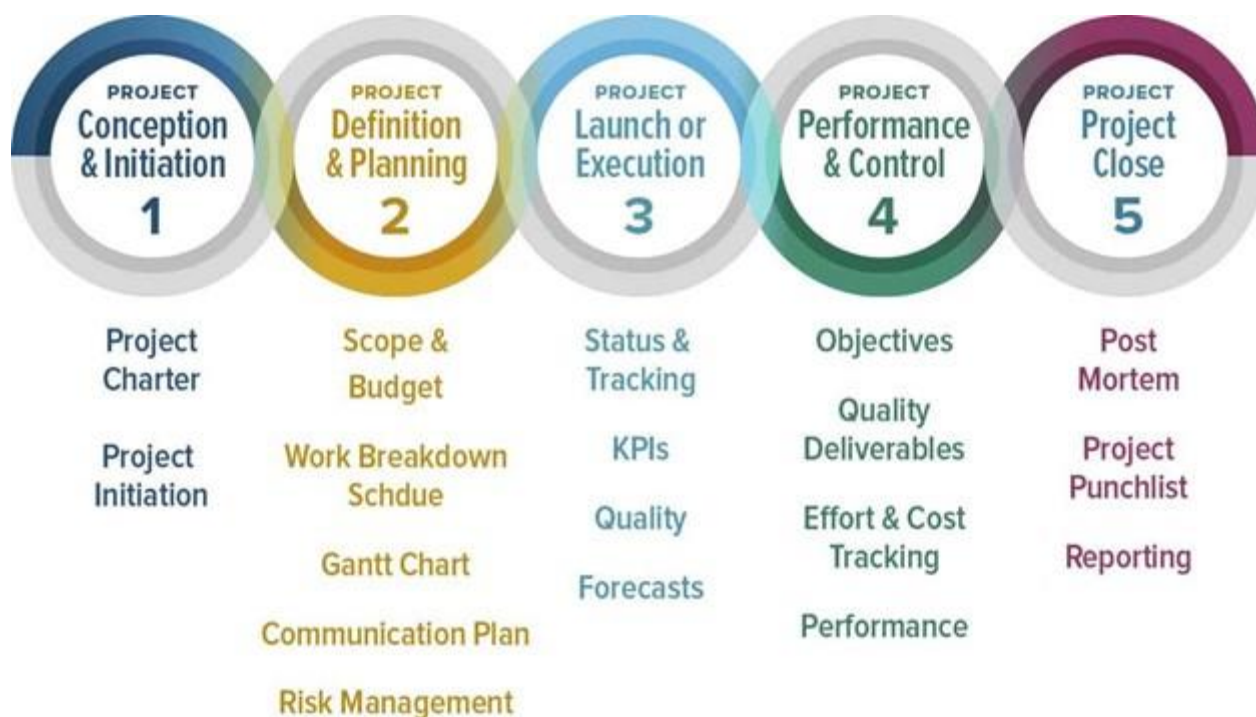 PROJECT
Conception
& Initiation
1
PROJECT
Definition
& Planning
2
PROJECT
Launch or
Execution
3
PROJECT
Performance
& Control
4
PROJECT
Project
Close
5
Project
Charter
Project
Initiation
Scope &
Budget
Work Breakdown
Schdue
Gantt Chart
Communication Plan
Risk Management
Status &
Tracking
KPIs
Quality
Forecasts
Objectives
Quality
Deliverables
Effort & Cost
Tracking
Performance
Post
Mortem
Project
Punchlist
Reporting